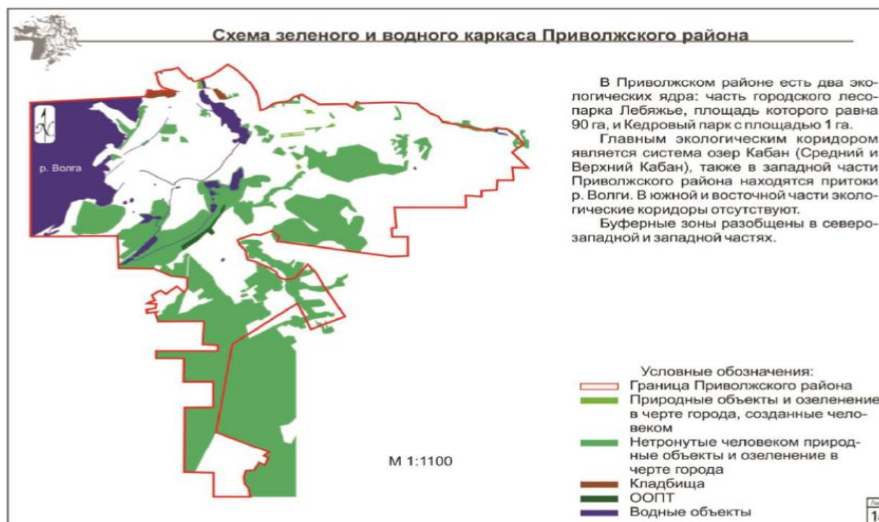 Схема зеленого и водного каркаса Приволжского района
В Приволжском районе есть два эко-
логических ядра: часть городского лесо-
парка Лебяжье, площадь которого равна
90 га, и Кедровый парк с площадью 1 га.
Главным экологическим коридором
является система озер Кабан (Средний и
Верхний Кабан), также в западной части
Приволжского района находятся притоки
р. Волги. В южной и восточной части эколо-
гические коридоры отсутствуют.
Буферные зоны разобщены в северо-
западной и западной частях.
р. Волга
Условные обозначения:
Граница Приволжского района
Природные объекты и озеленение
в черте города, созданные чело-
веком
Нетронутые человеком природ-
ные объекты и озеленение в
черте города
Кладбища
ООПТ
Водные объекты
М 1:1100